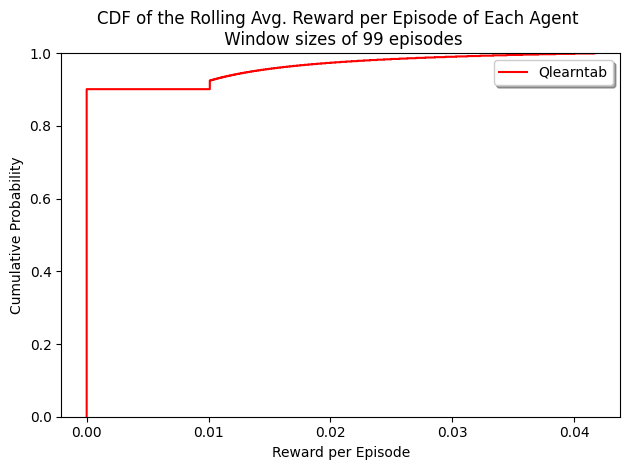 CDF of the Rolling Avg. Reward per Episode of Each Agent
Window sizes of 99 episodes
Qlearntab
1.0
0.8
0.6
0.4
0.2
0.0
Cumulative Probability
0.00 0.01 0.02 0.03 0.04
Reward per Episode